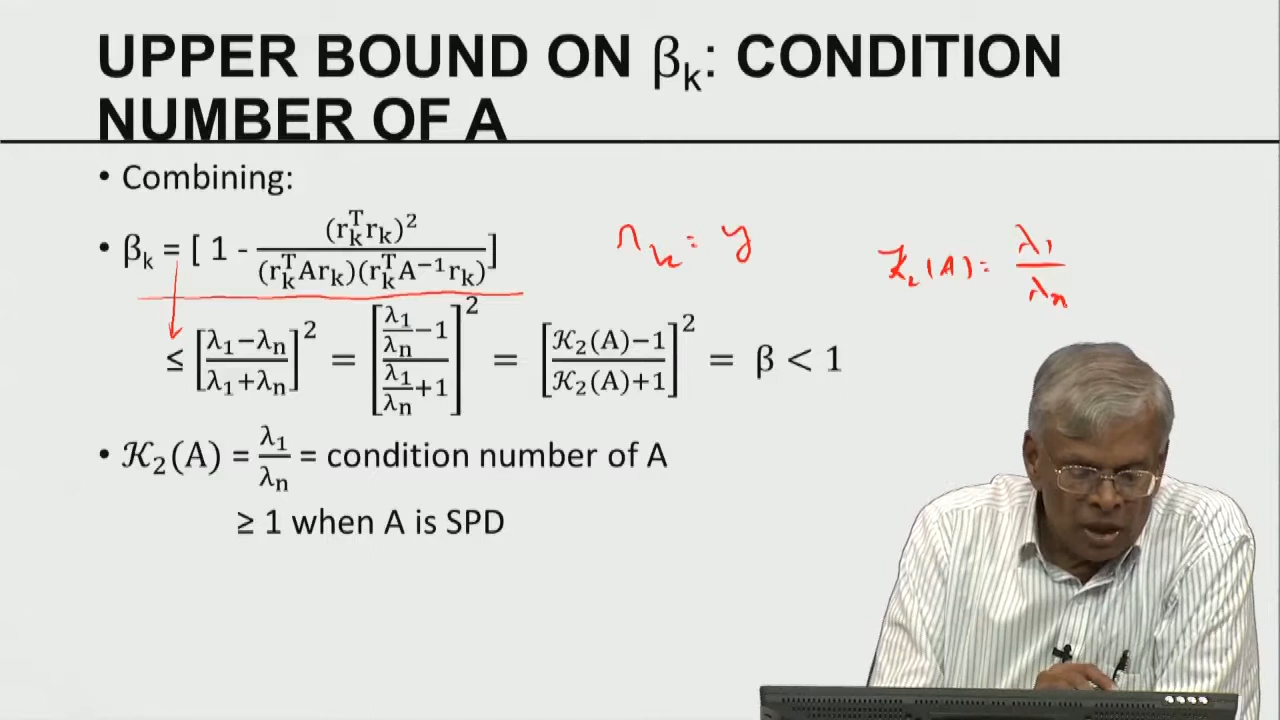 UPPER BOUND ON βₖ: CONDITION
NUMBER OF A
• Combining:
• βₖ = [ 1 - (rₖᵀrₖ)² / (rₖᵀArₖ)(rₖᵀA⁻¹rₖ) ]
rₖ = y
𝒦₂(A) = λ₁/λₙ
≤ [(λ₁−λₙ)/(λ₁+λₙ)]² = [(λ₁/λₙ −1)/(λ₁/λₙ +1)]² = [(𝒦₂(A)−1)/(𝒦₂(A)+1)]² = β < 1
• 𝒦₂(A) = λ₁/λₙ = condition number of A
≥ 1 when A is SPD